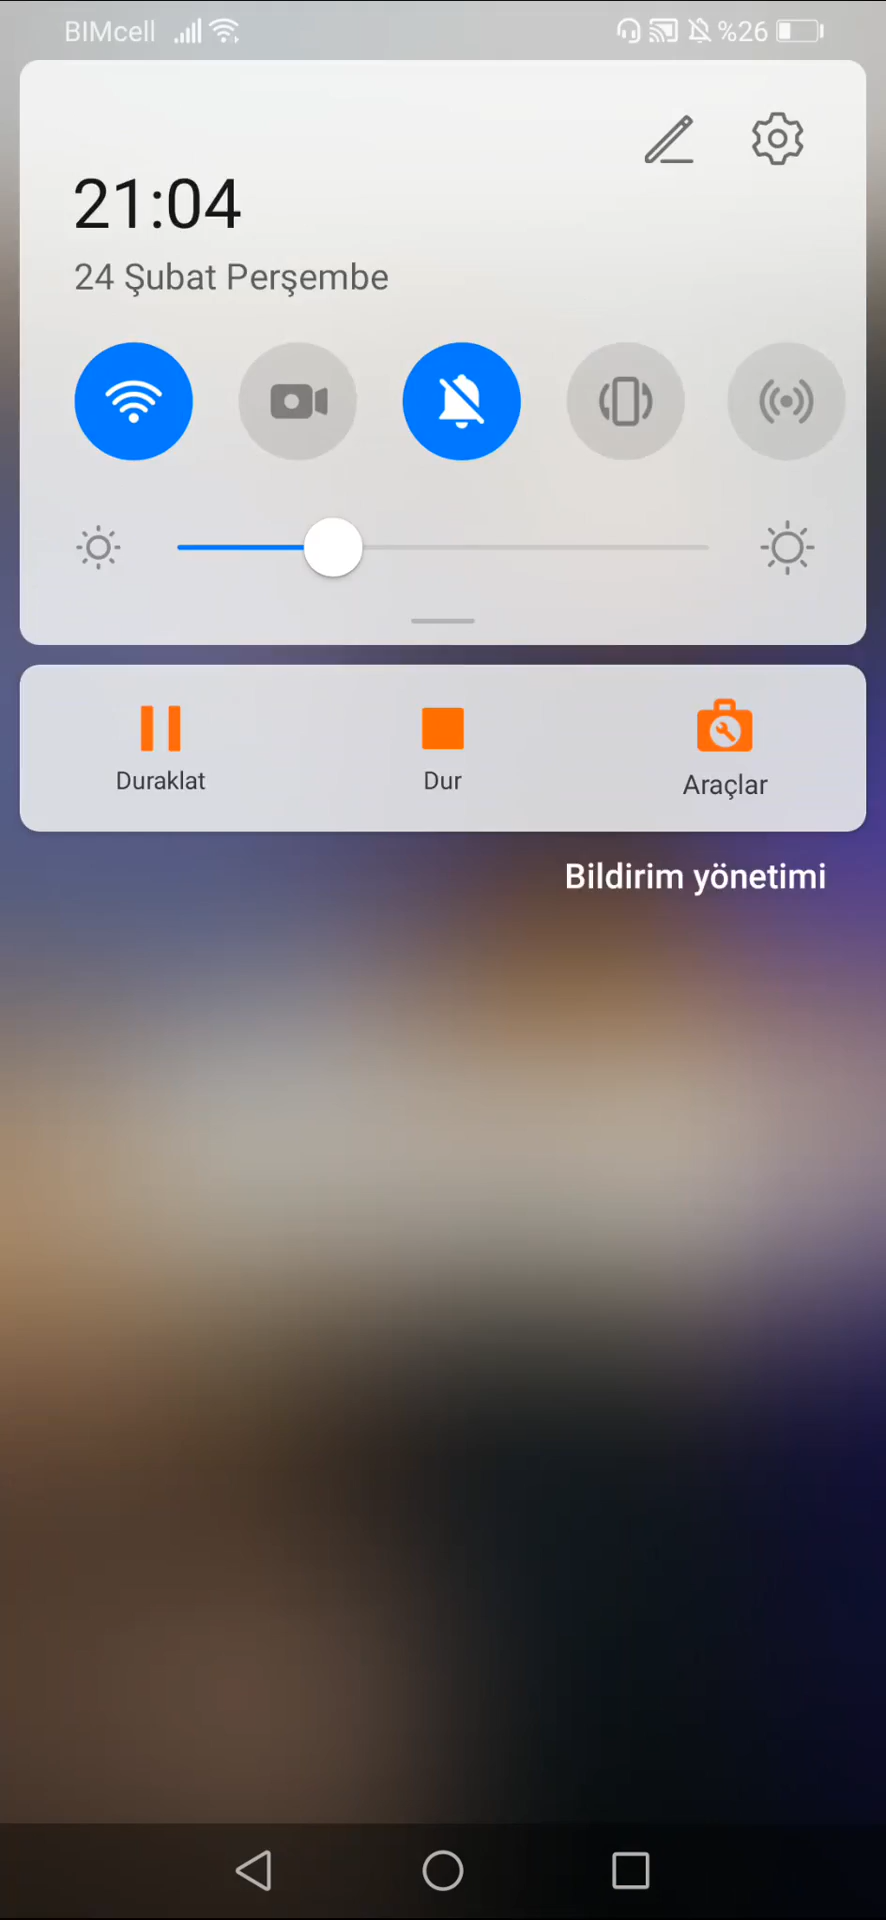 BIMcell %26
21:04
24 Şubat Perşembe
Duraklat Dur Araçlar
Bildirim yönetimi